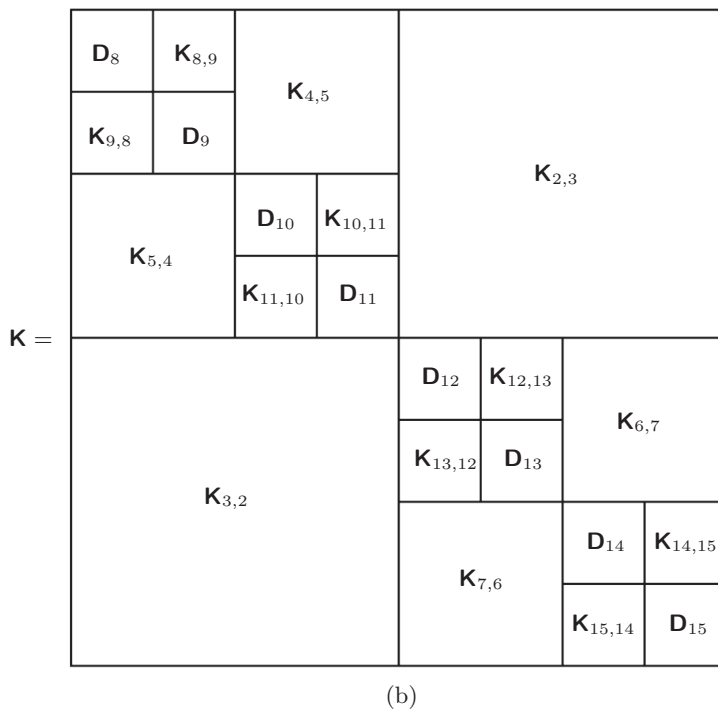 D₈ K₈,₉
K₄,₅
K₉,₈ D₉
K₂,₃
D₁₀ K₁₀,₁₁
K₅,₄
K₁₁,₁₀ D₁₁
K =
D₁₂ K₁₂,₁₃
K₆,₇
K₁₃,₁₂ D₁₃
K₃,₂
D₁₄ K₁₄,₁₅
K₇,₆
K₁₅,₁₄ D₁₅
(b)